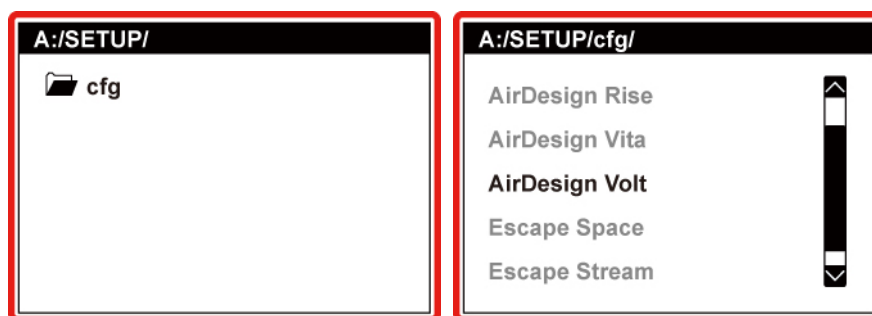 A:/SETUP/
cfg
A:/SETUP/cfg/
AirDesign Rise
AirDesign Vita
AirDesign Volt
Escape Space
Escape Stream